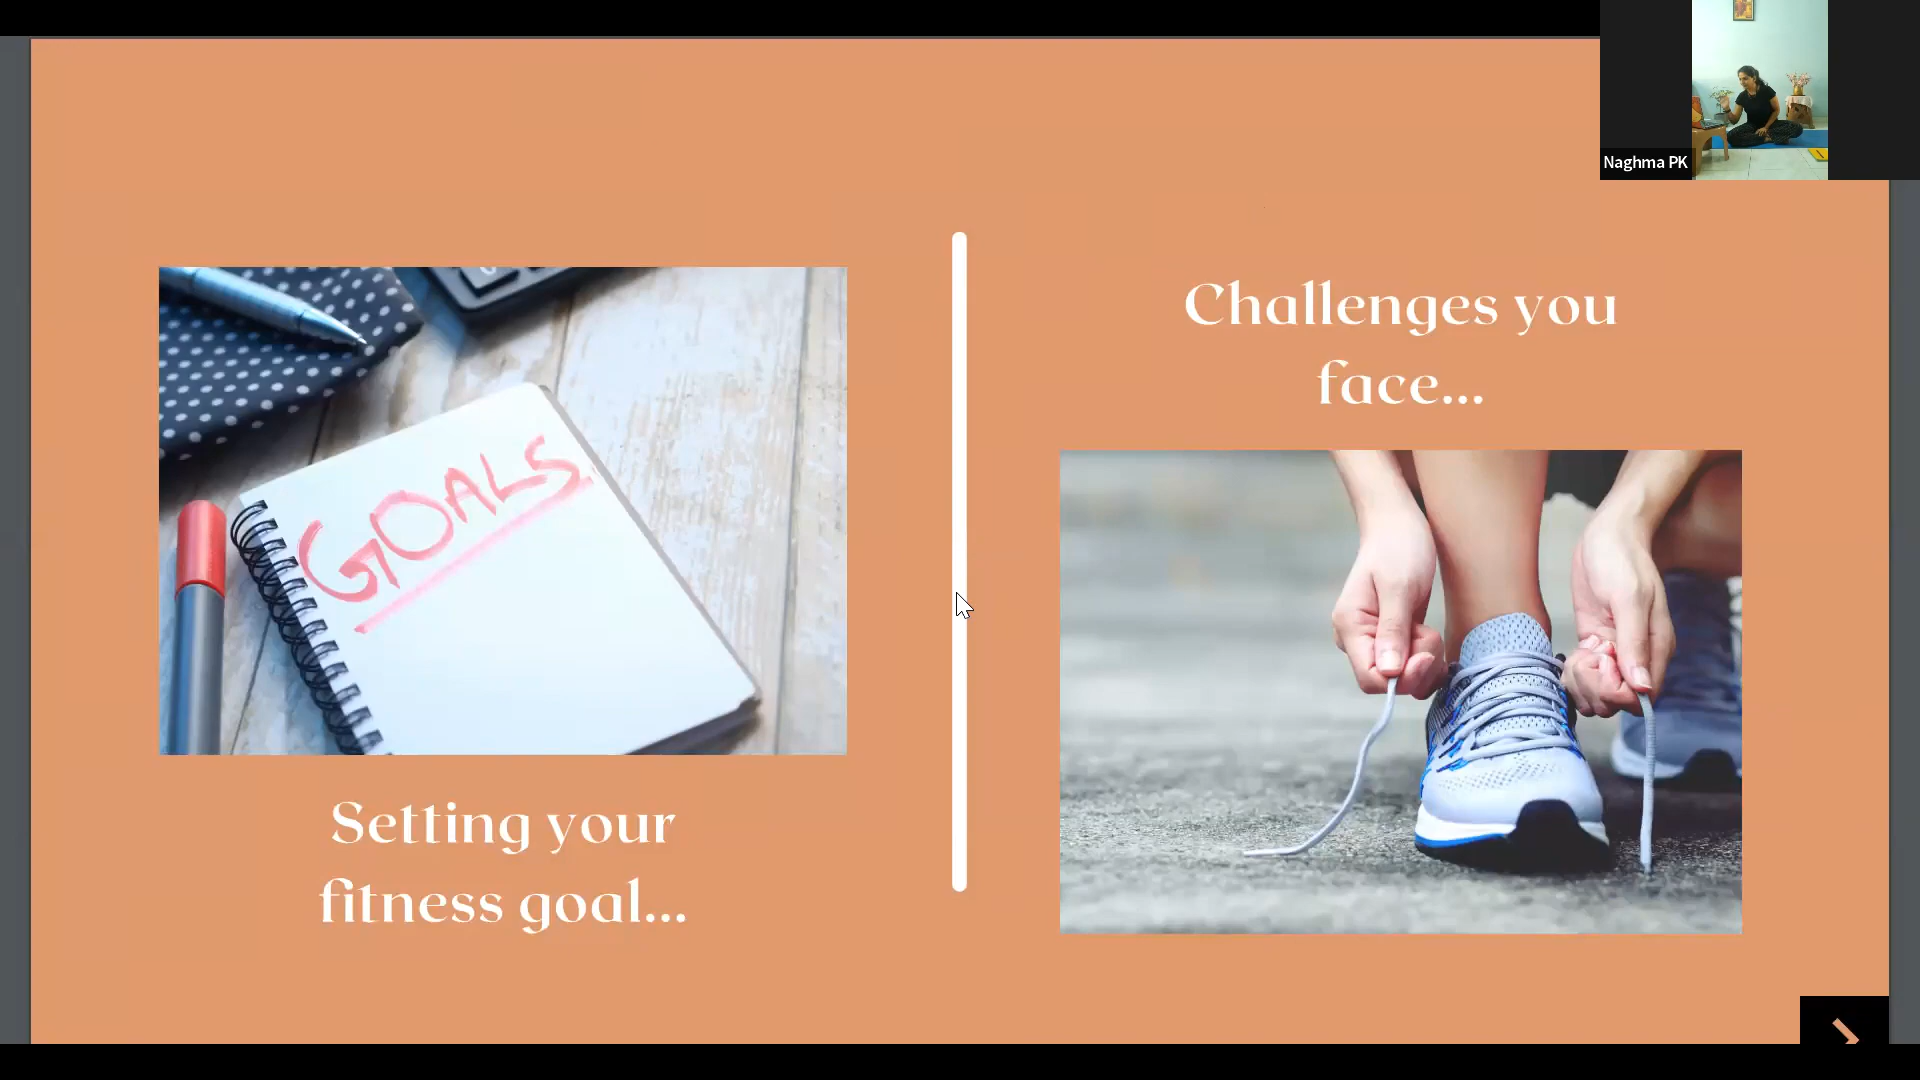 Naghma PK
GOALS
Setting your
fitness goal...
Challenges you
face...